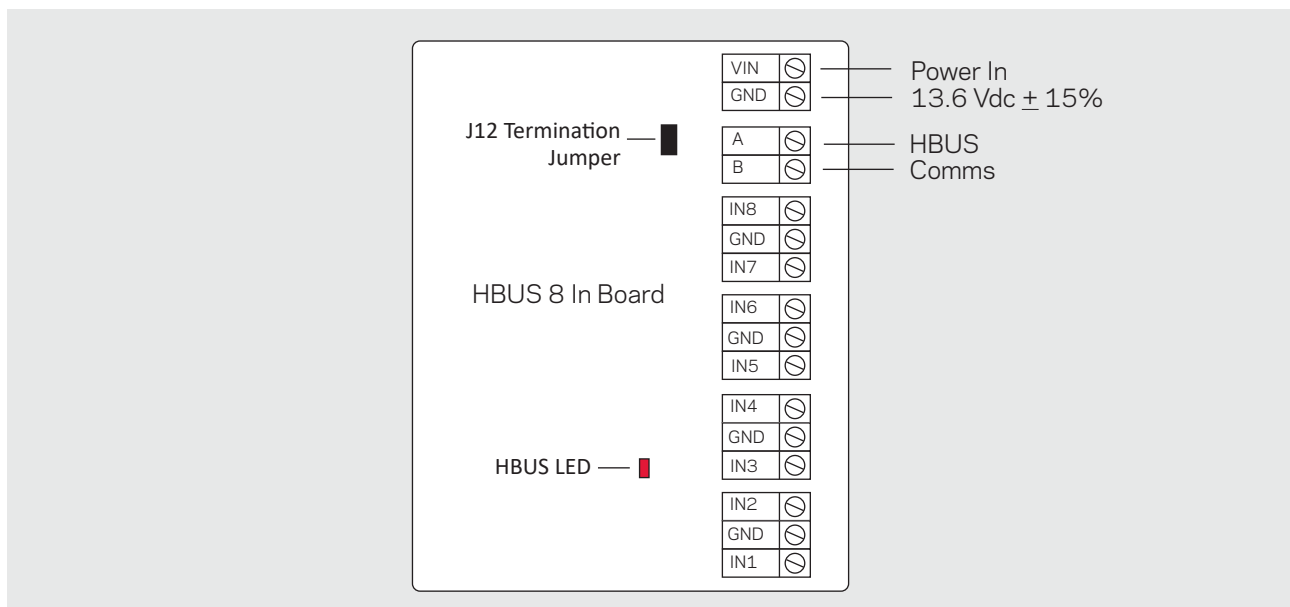 VIN
Power In
GND
13.6 Vdc ± 15%
J12 Termination
Jumper
A
HBUS
B
Comms
IN8
GND
IN7
HBUS 8 In Board
IN6
GND
IN5
IN4
GND
HBUS LED
IN3
IN2
GND
IN1